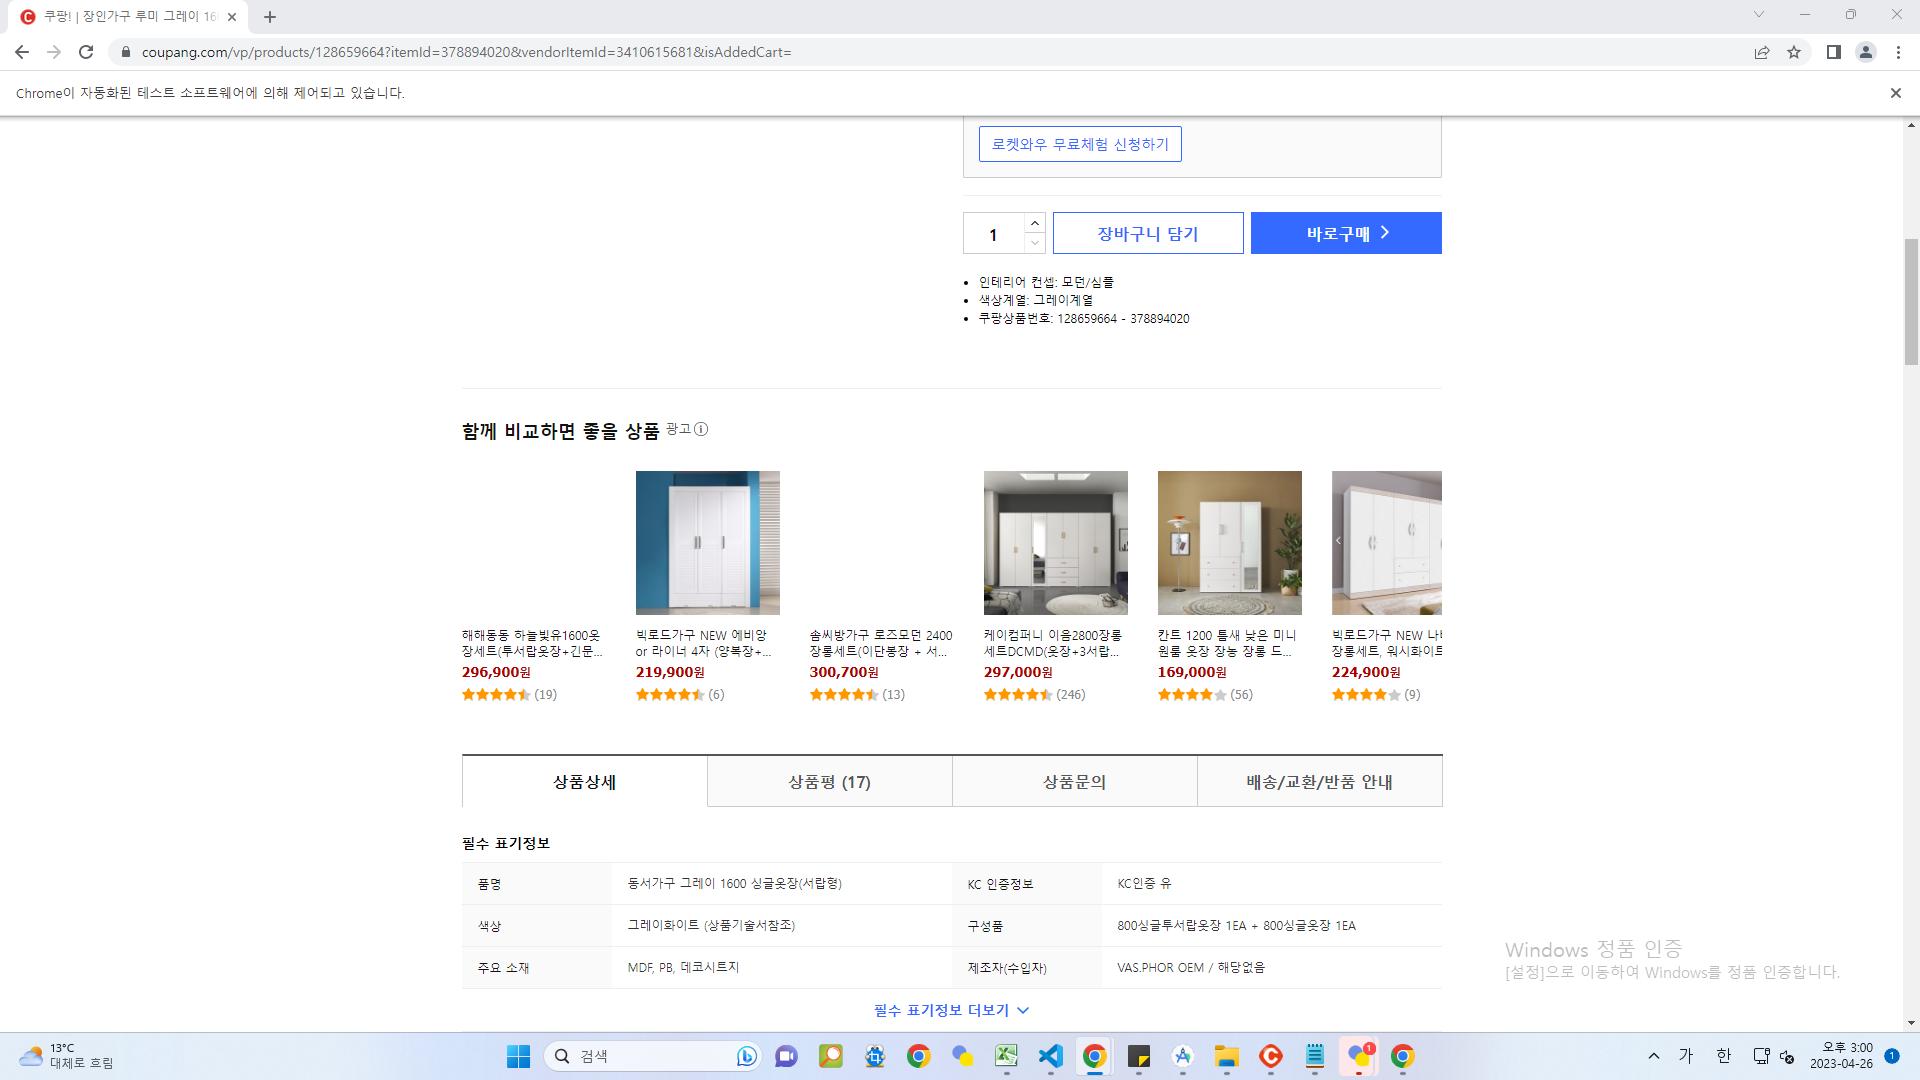 쿠팡! | 장인가구 루미 그레이 16
coupang.com/vp/products/128659664?itemId=378894020&vendorItemId=3410615681&isAddedCart=
Chrome이 자동화된 테스트 소프트웨어에 의해 제어되고 있습니다.
로켓와우 무료체험 신청하기
1
장바구니 담기
바로구매
인테리어 컨셉: 모던/심플
색상계열: 그레이계열
쿠팡상품번호: 128659664 - 378894020
함께 비교하면 좋을 상품 광고
해해동동 하늘빛유1600옷
장세트(투서랍옷장+긴문...
296,900원
(19)
빅로드가구 NEW 에비앙
or 라이너 4자 (양복장+...
219,900원
(6)
솜씨방가구 로즈모던 2400
장롱세트(이단봉장 + 서...
300,700원
(13)
케이컴퍼니 이음2800장롱
세트DCMD(옷장+3서랍...
297,000원
(246)
칸트 1200 틈새 낮은 미니
원룸 옷장 장농 장롱 드...
169,000원
(56)
빅로드가구 NEW 나
장롱세트, 워시화이트
224,900원
(9)
상품상세
상품평 (17)
상품문의
배송/교환/반품 안내
필수 표기정보
품명
동서가구 그레이 1600 싱글옷장(서랍형)
KC 인증정보
KC인증 유
색상
그레이화이트 (상품기술서참조)
구성품
800싱글투서랍옷장 1EA + 800싱글옷장 1EA
주요 소재
MDF, PB, 데코시트지
제조자(수입자)
VAS.PHOR OEM / 해당없음
필수 표기정보 더보기
Windows 정품 인증
[설정]으로 이동하여 Windows를 정품 인증합니다.
13°C
대체로 흐림
검색
1
가
한
오후 3:00
2023-04-26
1